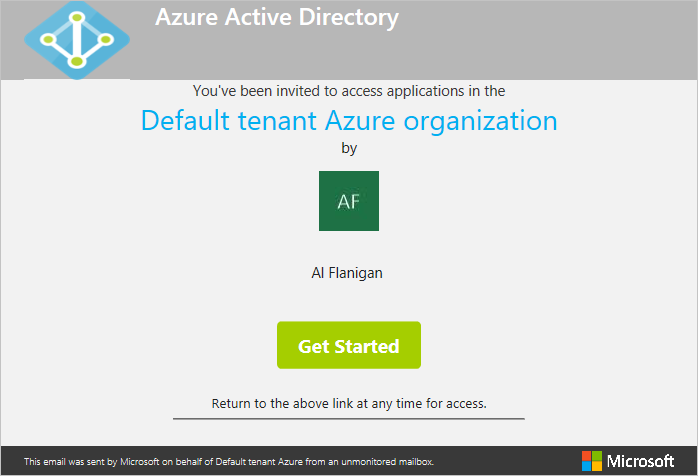 Azure Active Directory
You've been invited to access applications in the
Default tenant Azure organization
by
AF
Al Flanigan
Get Started
Return to the above link at any time for access.
This email was sent by Microsoft on behalf of Default tenant Azure from an unmonitored mailbox.
Microsoft